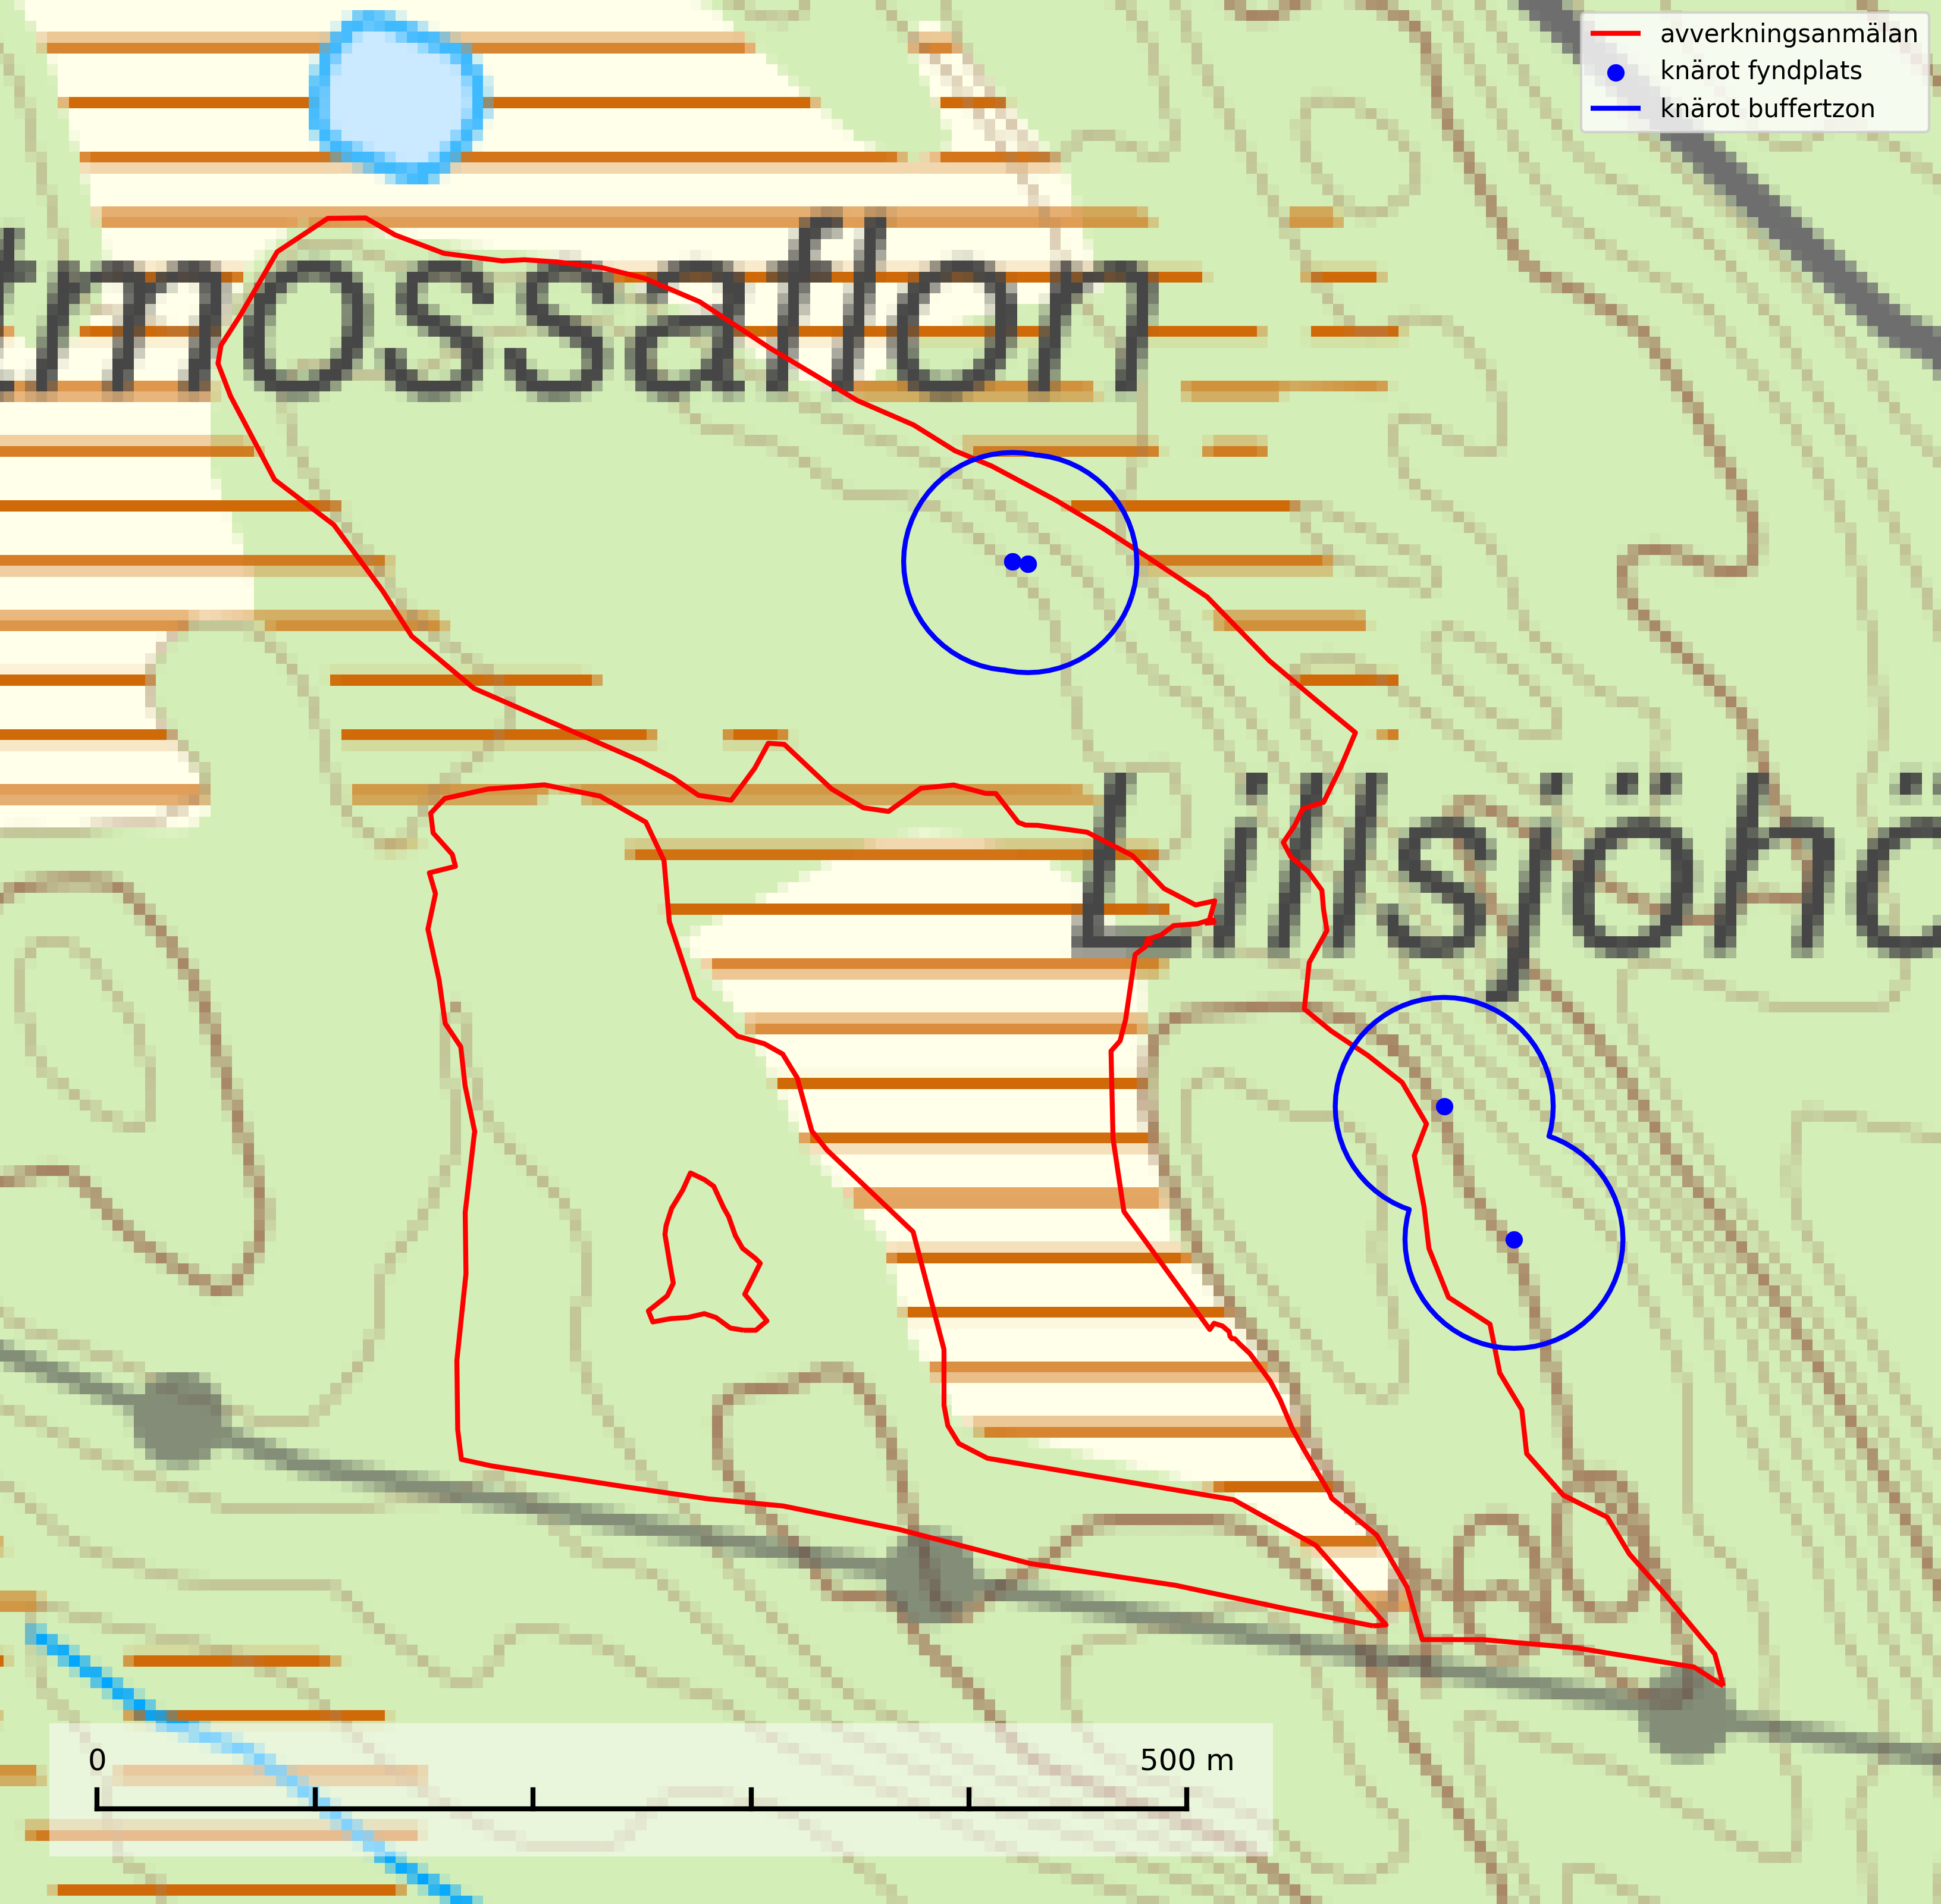 avverkningsanmälan
knärot fyndplats
knärot buffertzon
tmossaflon
Lillsjöhö
0 500 m